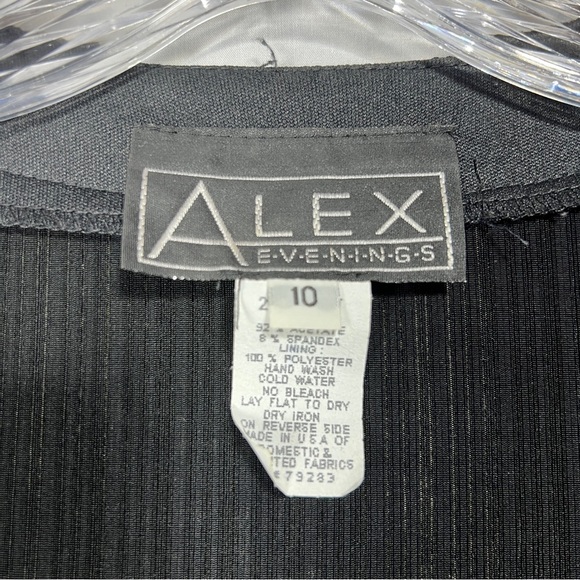 ALEX
E·V·E·N·I·N·G·S
10
2
92 % ACETATE
8 % SPANDEX
LINING :
100 % POLYESTER
HAND WASH
COLD WATER
NO BLEACH
LAY FLAT TO DRY
DRY IRON
ON REVERSE SIDE
MADE IN U.S.A OF
DOMESTIC &
FABRICS
79283